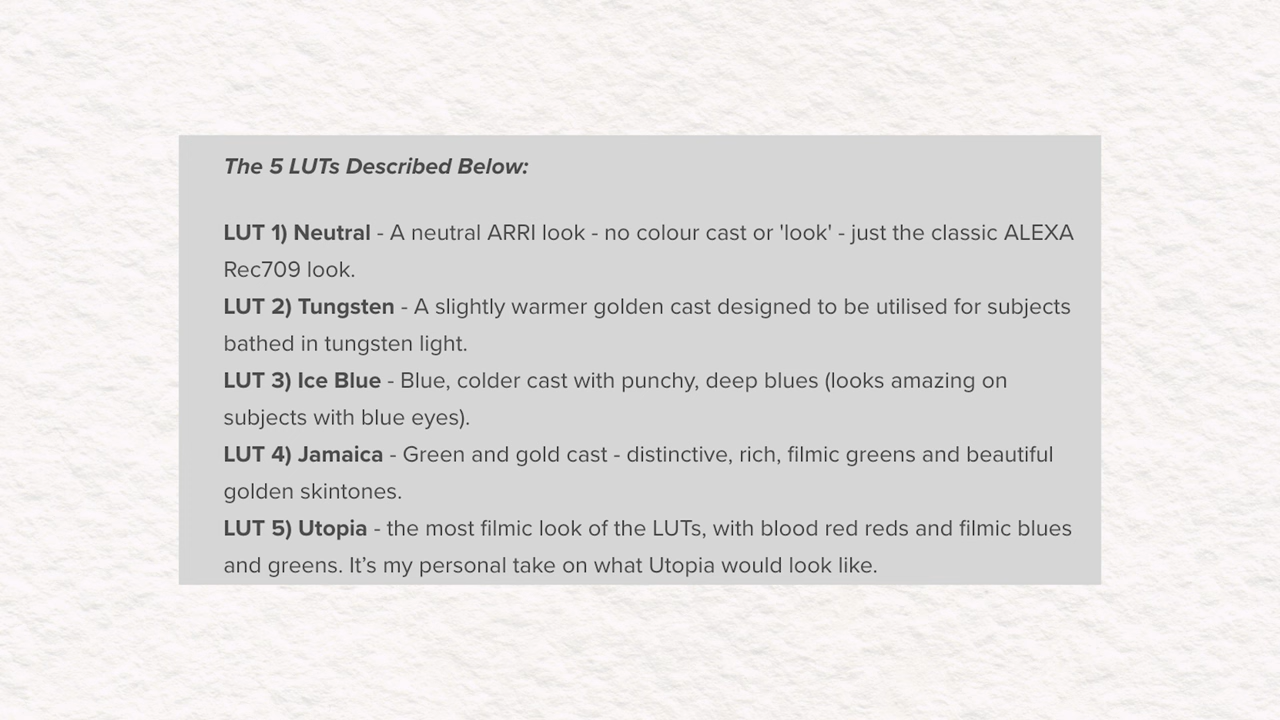 The 5 LUTs Described Below:
LUT 1) Neutral - A neutral ARRI look - no colour cast or 'look' - just the classic ALEXA
Rec709 look.
LUT 2) Tungsten - A slightly warmer golden cast designed to be utilised for subjects
bathed in tungsten light.
LUT 3) Ice Blue - Blue, colder cast with punchy, deep blues (looks amazing on
subjects with blue eyes).
LUT 4) Jamaica - Green and gold cast - distinctive, rich, filmic greens and beautiful
golden skintones.
LUT 5) Utopia - the most filmic look of the LUTs, with blood red reds and filmic blues
and greens. It’s my personal take on what Utopia would look like.